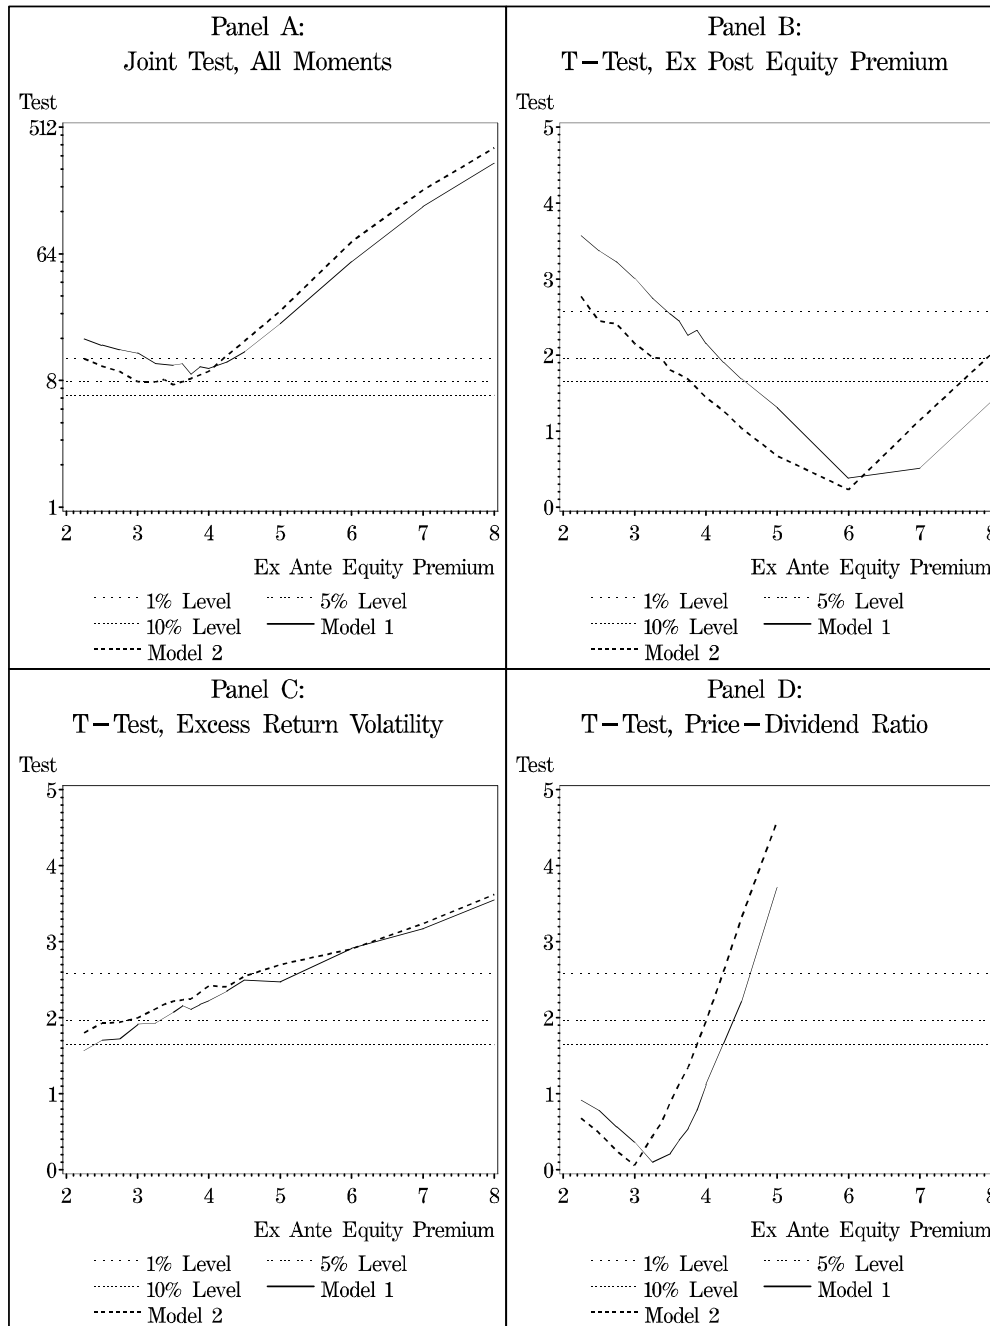 Panel A:
Joint Test, All Moments
Test
512
64
8
1
2 3 4 5 6 7 8
Ex Ante Equity Premium
1% Level 5% Level
10% Level Model 1
Model 2
Panel B:
T-Test, Ex Post Equity Premium
Test
5
4
3
2
1
0
2 3 4 5 6 7 8
Ex Ante Equity Premium
1% Level 5% Level
10% Level Model 1
Model 2
Panel C:
T-Test, Excess Return Volatility
Test
5
4
3
2
1
0
2 3 4 5 6 7 8
Ex Ante Equity Premium
1% Level 5% Level
10% Level Model 1
Model 2
Panel D:
T-Test, Price-Dividend Ratio
Test
5
4
3
2
1
0
2 3 4 5 6 7 8
Ex Ante Equity Premium
1% Level 5% Level
10% Level Model 1
Model 2